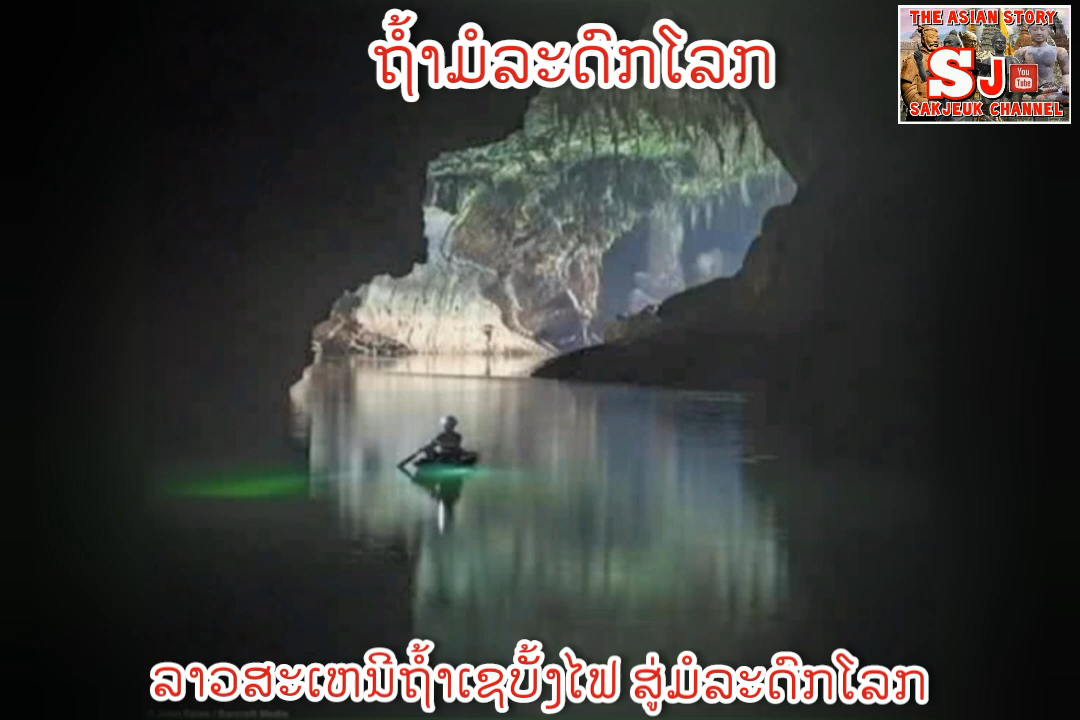 ຖ້ຳມໍລະດົກໂລກ
THE ASIAN STORY
SJ
You
Tube
SAKJEUK CHANNEL
ລາວສະເຫນີຖ້ຳເຊບັ້ງໄຟ ສູ່ມໍລະດົກໂລກ